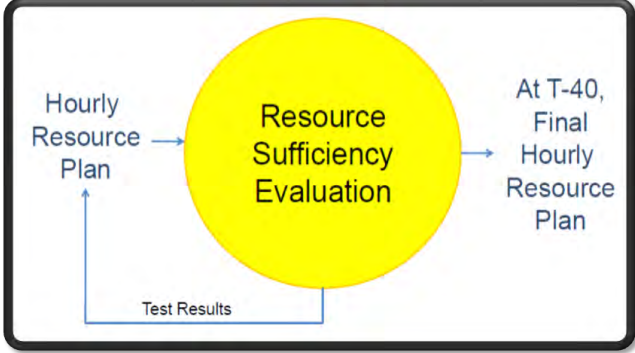 Hourly
Resource
Plan
Resource
Sufficiency
Evaluation
At T-40,
Final
Hourly
Resource
Plan
Test Results